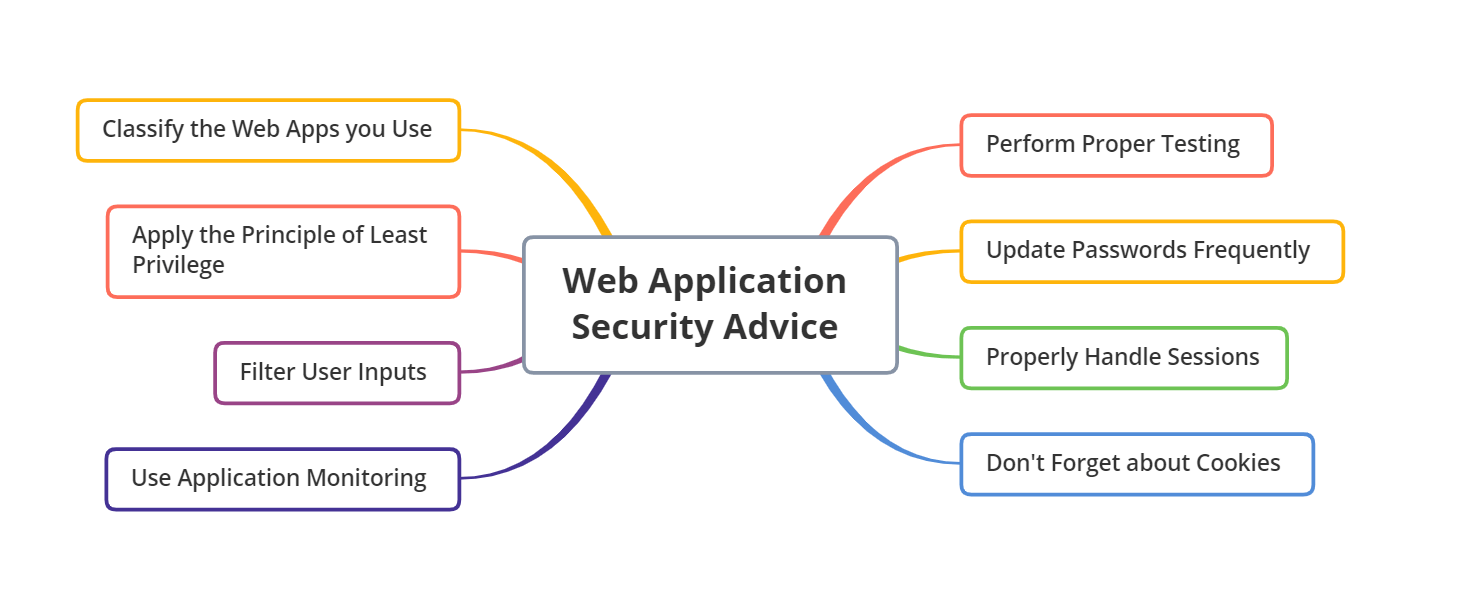 Web Application
Security Advice
Perform Proper Testing
Update Passwords Frequently
Properly Handle Sessions
Don't Forget about Cookies
Classify the Web Apps you Use
Apply the Principle of Least
Privilege
Filter User Inputs
Use Application Monitoring